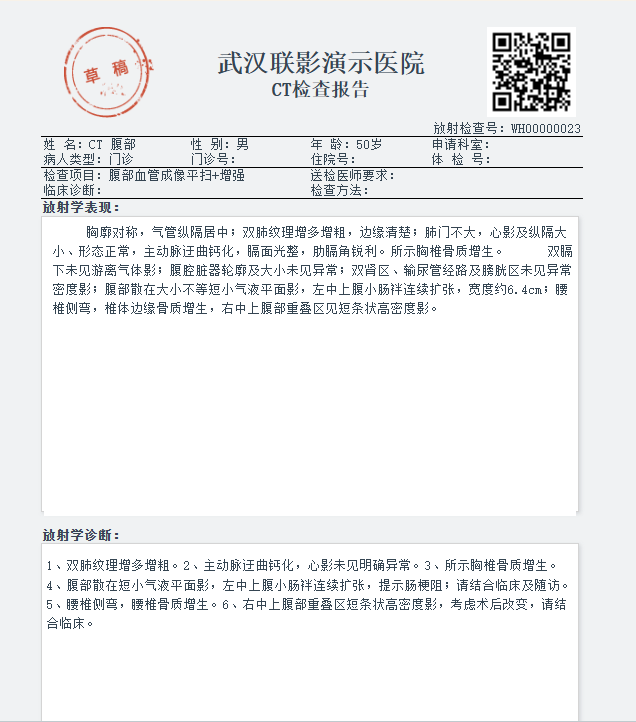 草稿
武汉联影演示医院
CT检查报告
放射检查号：WH00000023
姓 名：CT 腹部 性 别：男 年 龄：50岁 申请科室：
病人类型：门诊 门诊号： 住院号： 体 检 号：
检查项目：腹部血管成像平扫+增强 送检医师要求：
临床诊断： 检查方法：
放射学表现：
胸廓对称，气管纵隔居中；双肺纹理增多增粗，边缘清楚；肺门不大，心影及纵隔大
小、形态正常，主动脉迂曲钙化，膈面光整，肋膈角锐利。所示胸椎骨质增生。 双膈
下未见游离气体影；腹腔脏器轮廓及大小未见异常；双肾区、输尿管经路及膀胱区未见异常
密度影；腹部散在大小不等短小气液平面影，左中上腹小肠袢连续扩张，宽度约6.4cm；腰
椎侧弯，椎体边缘骨质增生，右中上腹部重叠区见短条状高密度影。
放射学诊断：
1、双肺纹理增多增粗。2、主动脉迂曲钙化，心影未见明确异常。3、所示胸椎骨质增生。
4、腹部散在短小气液平面影，左中上腹小肠袢连续扩张，提示肠梗阻；请结合临床及随访。
5、腰椎侧弯，腰椎骨质增生。6、右中上腹部重叠区短条状高密度影，考虑术后改变，请结
合临床。